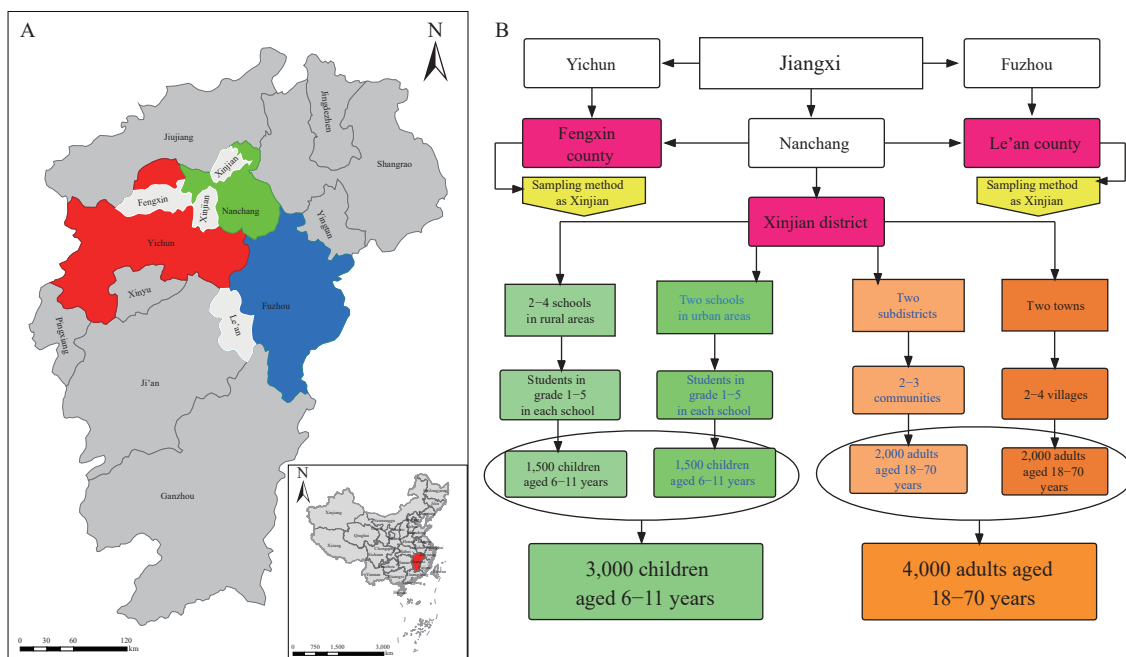 A
N
Jiujiang
Jingdezhen
Shangrao
Xinjian
Fengxin
Xinjian
Nanchang
Yingtan
Yichun
Xinyu
Fuzhou
Le'an
Pingxiang
Ji'an
Ganzhou
0 30 60 120
km
N
Xinjiang
Qinghai
Xizang
Sichuan
Yunnan
0 750 1,500 3,000
km
B
Yichun
Jiangxi
Fuzhou
Fengxin
county
Nanchang
Le'an county
Sampling method
as Xinjian
Sampling method
as Xinjian
Xinjian district
2−4 schools
in rural areas
Two schools
in urban areas
Two
subdistricts
Two towns
Students in
grade 1−5
in each school
Students in
grade 1−5
in each school
2−3
communities
2−4 villages
1,500 children
aged 6−11 years
1,500 children
aged 6−11 years
2,000 adults
aged 18−70
years
2,000 adults
aged 18−70
years
3,000 children
aged 6−11 years
4,000 adults aged
18−70 years